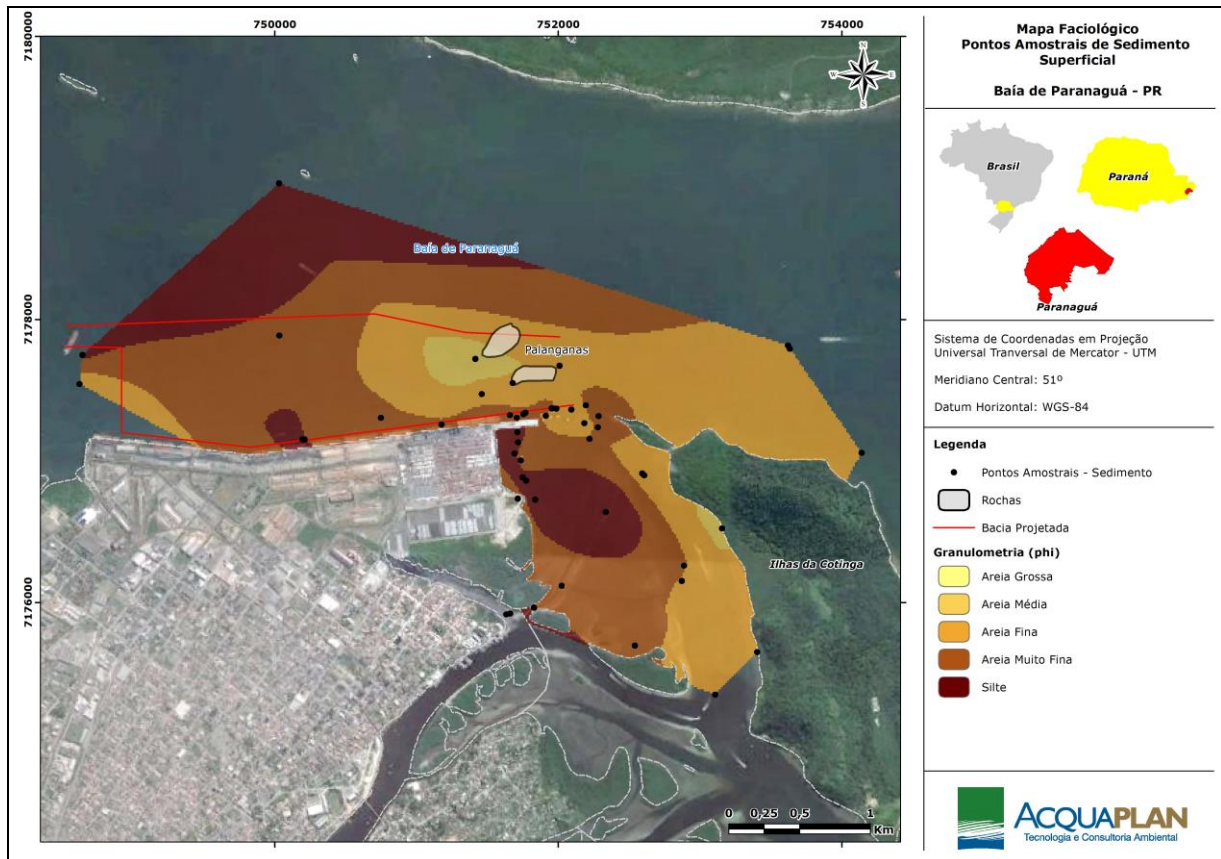 750000
752000
754000
7180000
7178000
7176000
N
W
E
S
Baía de Paranaguá
Palanganas
Ilhas da Cotinga
0 0,25 0,5 1
Km
Mapa Faciológico
Pontos Amostrais de Sedimento
Superficial
Baía de Paranaguá - PR
Brasil
Paraná
Paranaguá
Sistema de Coordenadas em Projeção
Universal Tranversal de Mercator - UTM
Meridiano Central: 51º
Datum Horizontal: WGS-84
Legenda
Pontos Amostrais - Sedimento
Rochas
Bacia Projetada
Granulometria (phi)
Areia Grossa
Areia Média
Areia Fina
Areia Muito Fina
Silte
ACQUAPLAN
Tecnologia e Consultoria Ambiental